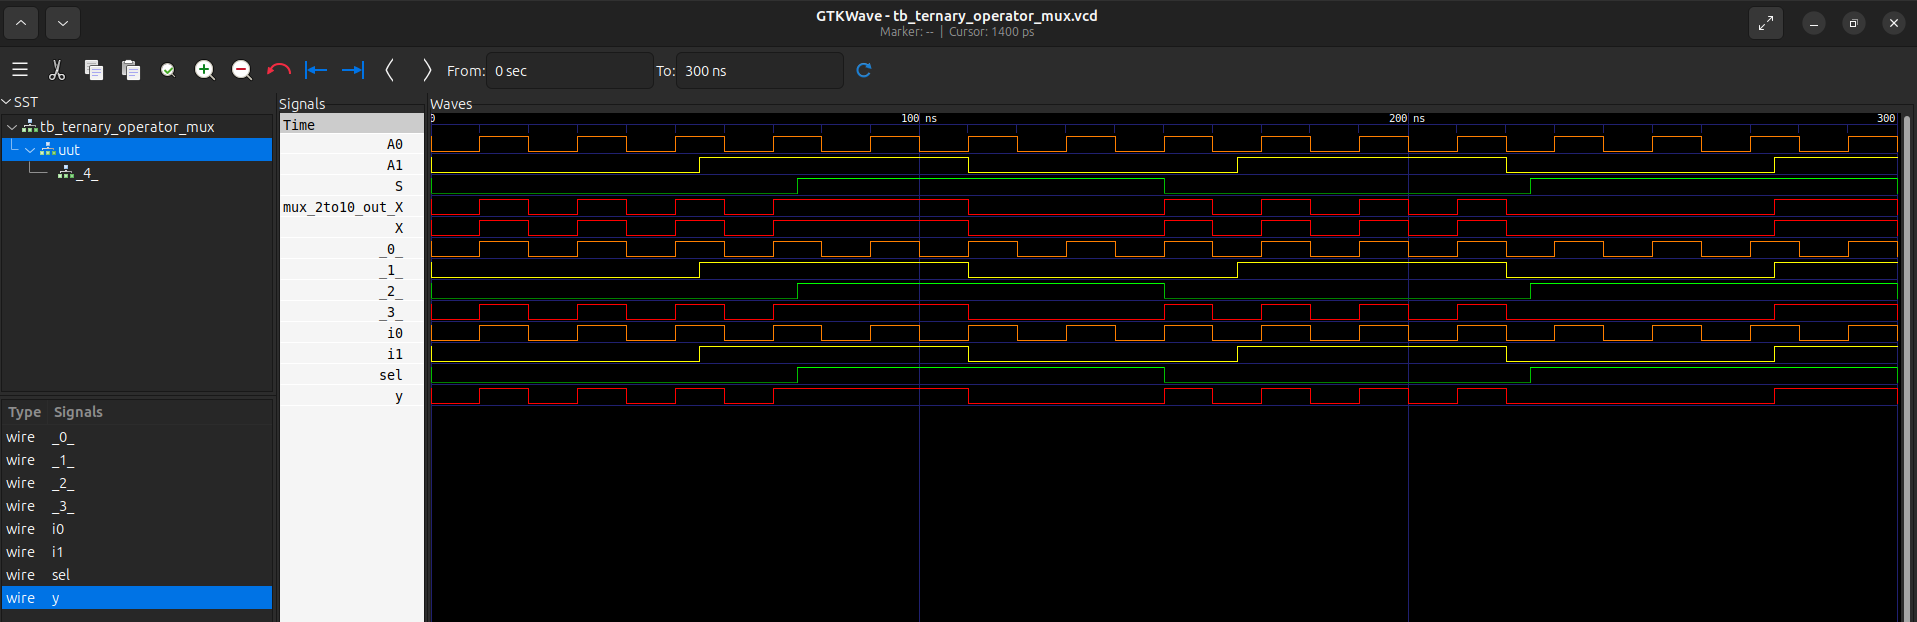 GTKWave - tb_ternary_operator_mux.vcd
Marker: -- | Cursor: 1400 ps
From: 0 sec To: 300 ns
SST
tb_ternary_operator_mux
uut
_4_
Type Signals
wire _0_
wire _1_
wire _2_
wire _3_
wire i0
wire i1
wire sel
wire y
Signals
Time
A0
A1
S
mux_2to10_out_X
X
_0_
_1_
_2_
_3_
i0
i1
sel
y
Waves
0 100 ns 200 ns 300